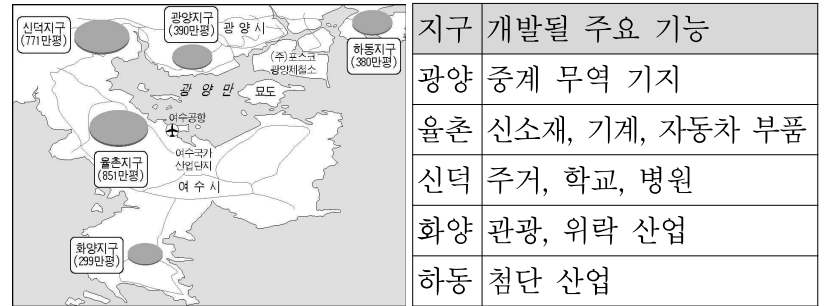 신덕지구
(771만평)
광양지구
(390만평)
광 양 시
하동지구
(380만평)
(주)포스코
광양제철소
광 양 만
묘도
여수공항
율촌지구
(851만평)
여수국가
산업단지
여 수 시
화양지구
(299만평)
지구 개발될 주요 기능
광양 중계 무역 기지
율촌 신소재, 기계, 자동차 부품
신덕 주거, 학교, 병원
화양 관광, 위락 산업
하동 첨단 산업